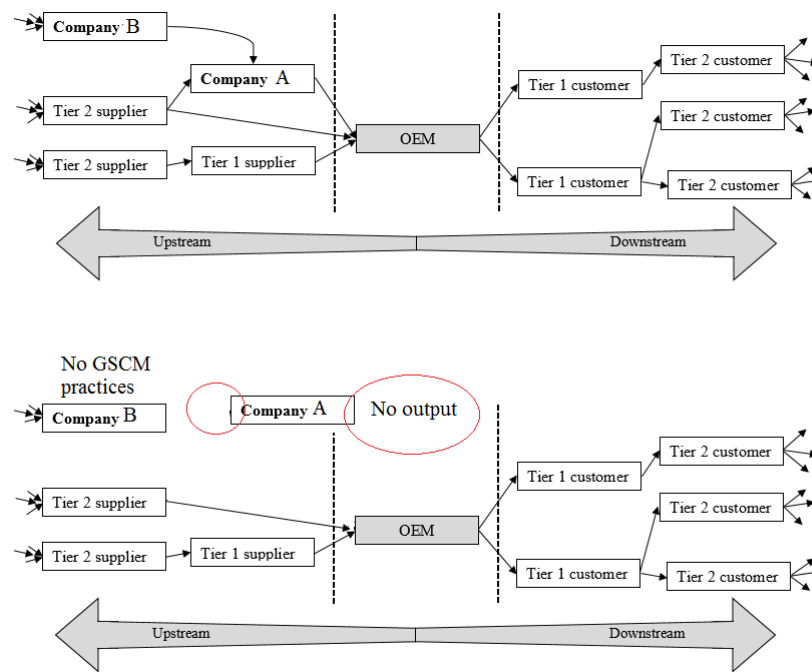 Company B
Company A
Tier 2 customer
Tier 1 customer
Tier 2 supplier
Tier 2 customer
OEM
Tier 2 supplier
Tier 1 supplier
Tier 1 customer
Tier 2 customer
Upstream
Downstream
No GSCM
practices
Company B
Company A
No output
Tier 2 customer
Tier 1 customer
Tier 2 supplier
Tier 2 customer
OEM
Tier 2 supplier
Tier 1 supplier
Tier 1 customer
Tier 2 customer
Upstream
Downstream